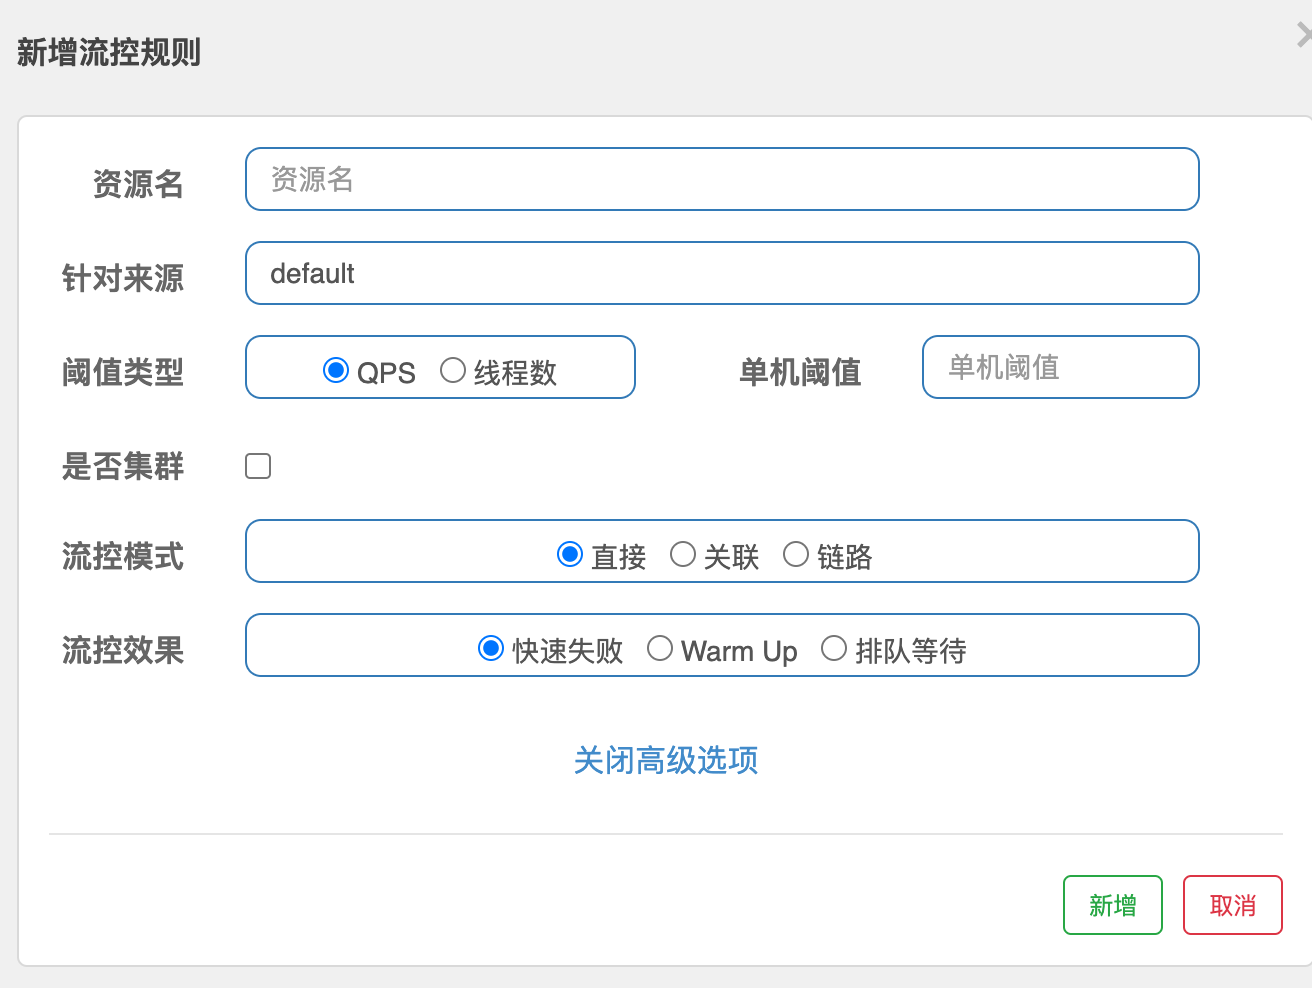 新增流控规则
资源名 资源名
针对来源 default
阈值类型 QPS 线程数 单机阈值 单机阈值
是否集群
流控模式 直接 关联 链路
流控效果 快速失败 Warm Up 排队等待
关闭高级选项
新增 取消